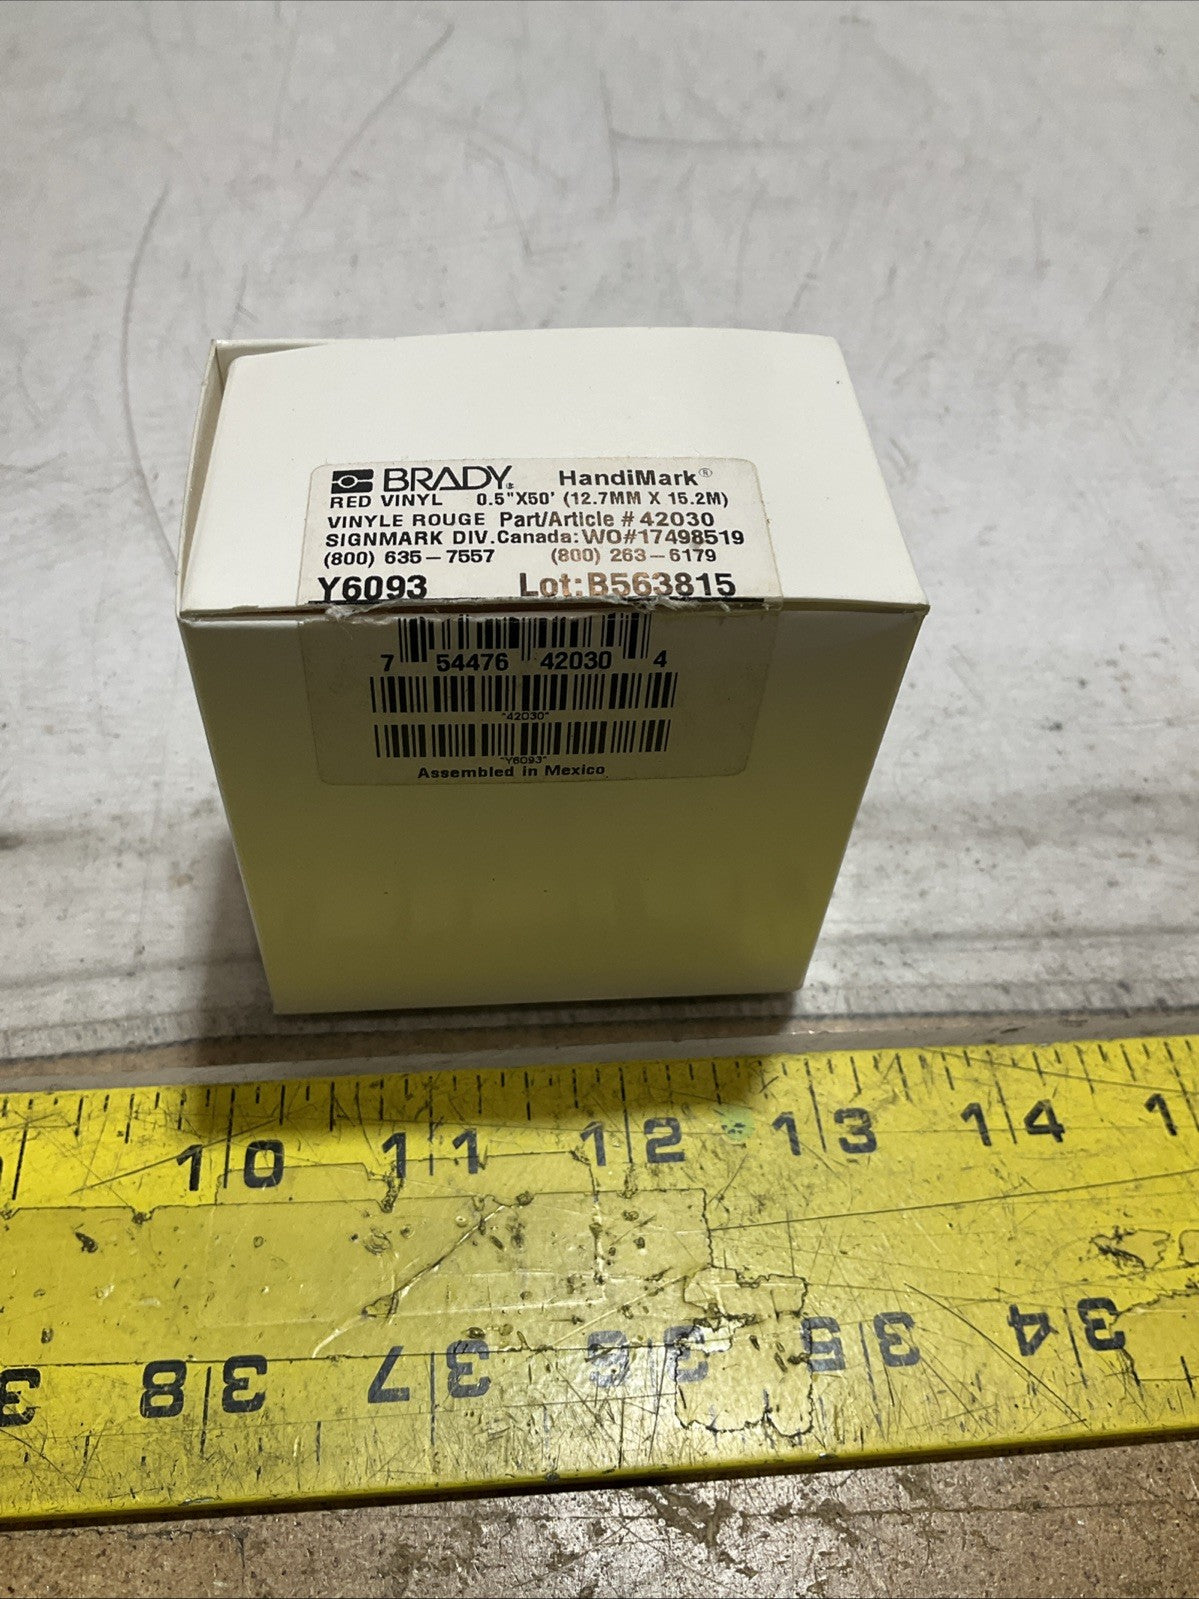 BRADY® HandiMark®
RED VINYL 0.5"X50' (12.7MM X 15.2M)
VINYLE ROUGE Part/Article # 42030
SIGNMARK DIV. Canada: WO#17498519
(800) 635-7557 (800) 263-6179
Y6093 Lot: B563815
7 54476 42030 4
"42030"
"Y6093"
Assembled in Mexico
10 11 12 13 14 1
3 38 37 36 35 34